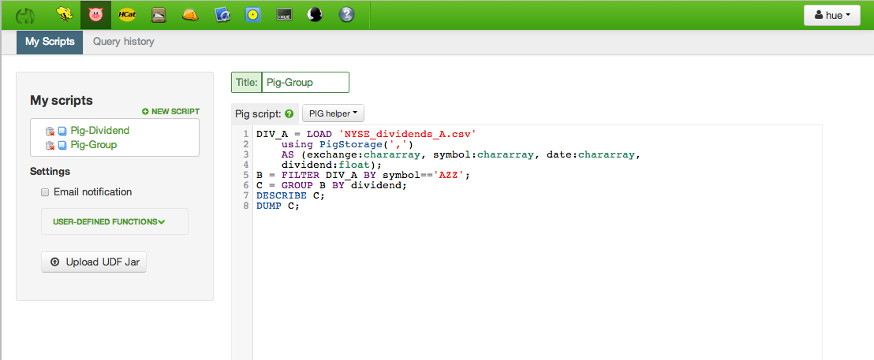 HCat
hue
My Scripts Query history
My scripts
NEW SCRIPT
Pig-Dividend
Pig-Group
Settings
Email notification
USER-DEFINED FUNCTIONS
Upload UDF Jar
Title: Pig-Group
Pig script: ? PIG helper
1 DIV_A = LOAD 'NYSE_dividends_A.csv'
2 using PigStorage(',')
3 AS (exchange:chararray, symbol:chararray, date:chararray,
4 dividend:float);
5 B = FILTER DIV_A BY symbol=='AZZ';
6 C = GROUP B BY dividend;
7 DESCRIBE C;
8 DUMP C;